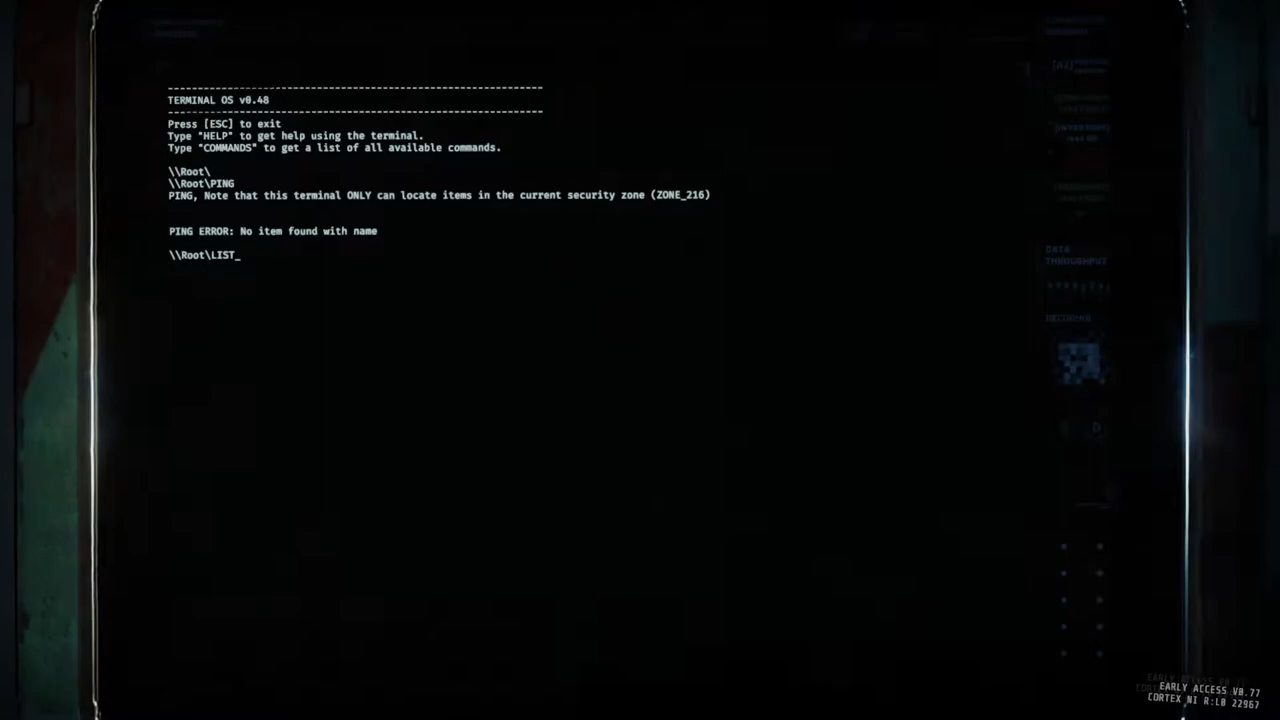 --------------------------------------------------------------
TERMINAL OS v0.48
--------------------------------------------------------------
Press [ESC] to exit
Type "HELP" to get help using the terminal.
Type "COMMANDS" to get a list of all available commands.
\\Root\
\\Root\PING
PING, Note that this terminal ONLY can locate items in the current security zone (ZONE_216)
PING ERROR: No item found with name
\\Root\LIST_
DATA
THROUGHPUT
D
EARLY ACCESS V0.77
CORTEX NI R:L0 22967